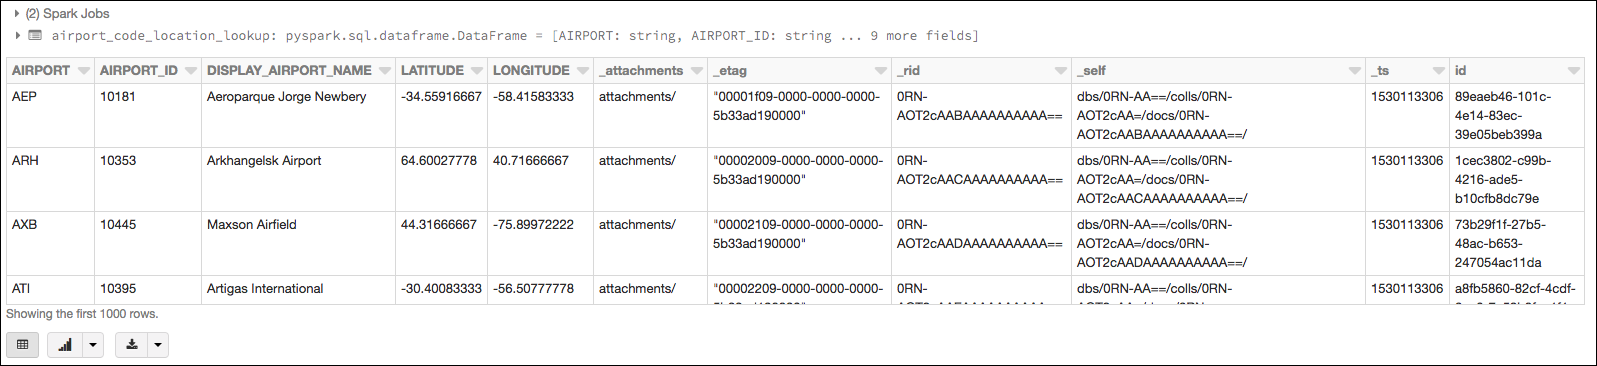 (2) Spark Jobs
airport_code_location_lookup: pyspark.sql.dataframe.DataFrame = [AIRPORT: string, AIRPORT_ID: string ... 9 more fields]
AIRPORT AIRPORT_ID DISPLAY_AIRPORT_NAME LATITUDE LONGITUDE _attachments _etag _rid _self _ts id
AEP 10181 Aeroparque Jorge Newbery -34.55916667 -58.41583333 attachments/ "00001f09-0000-0000-0000- 0RN- dbs/0RN-AA==/colls/0RN- 1530113306 89eaeb46-101c-
5b33ad190000" AOT2cAABAAAAAAAAAA== AOT2cAA=/docs/0RN- 4e14-83ec-
AOT2cAABAAAAAAAAAA==/ 39e05beb399a
ARH 10353 Arkhangelsk Airport 64.60027778 40.71666667 attachments/ "00002009-0000-0000-0000- 0RN- dbs/0RN-AA==/colls/0RN- 1530113306 1cec3802-c99b-
5b33ad190000" AOT2cAACAAAAAAAAAA== AOT2cAA=/docs/0RN- 4216-ade5-
AOT2cAACAAAAAAAAAA==/ b10cfb8dc79e
AXB 10445 Maxson Airfield 44.31666667 -75.89972222 attachments/ "00002109-0000-0000-0000- 0RN- dbs/0RN-AA==/colls/0RN- 1530113306 73b29f1f-27b5-
5b33ad190000" AOT2cAADAAAAAAAAAA== AOT2cAA=/docs/0RN- 48ac-b653-
AOT2cAADAAAAAAAAAA==/ 247054ac11da
ATI 10395 Artigas International -30.40083333 -56.50777778 attachments/ "00002209-0000-0000-0000- 0RN- dbs/0RN-AA==/colls/0RN- 1530113306 a8fb5860-82cf-4cdf-
Showing the first 1000 rows.